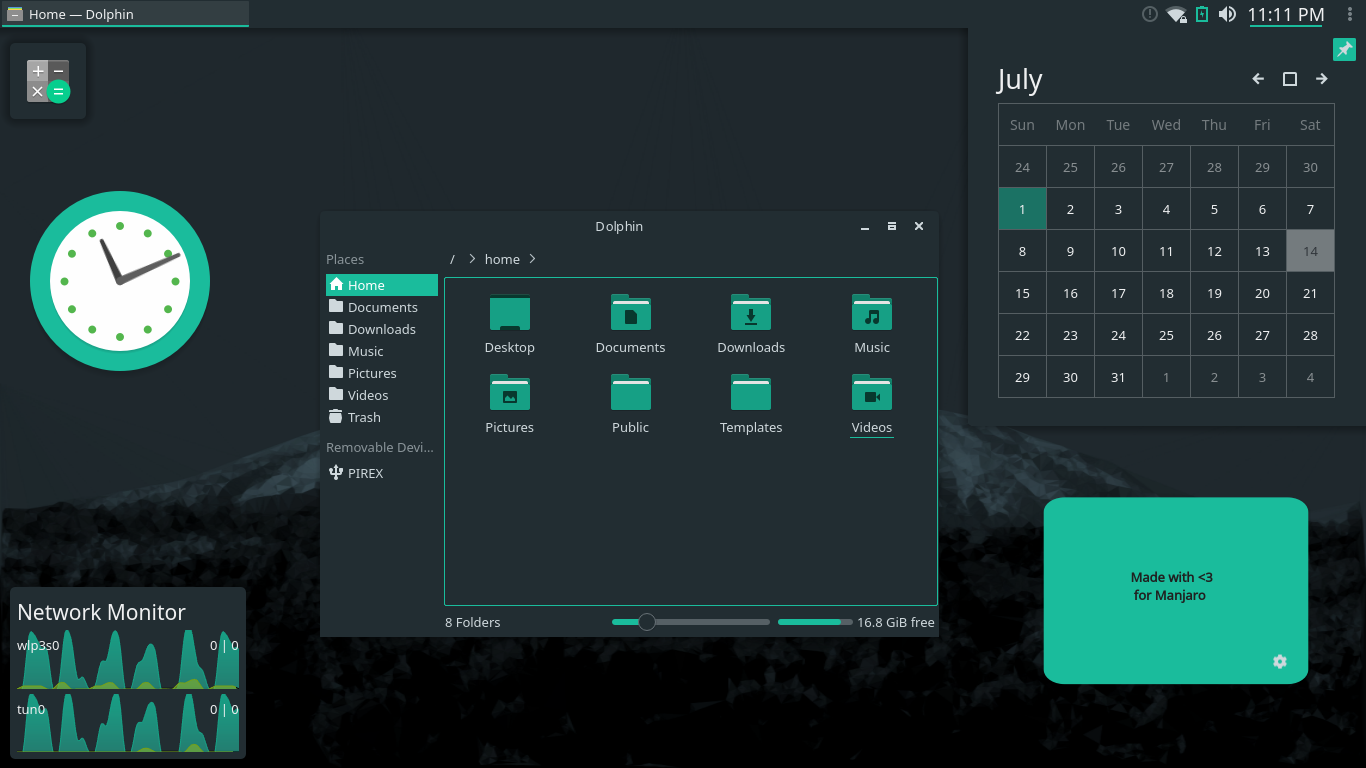 Home — Dolphin
11:11 PM
July
Sun Mon Tue Wed Thu Fri Sat
24 25 26 27 28 29 30
1 2 3 4 5 6 7
8 9 10 11 12 13 14
15 16 17 18 19 20 21
22 23 24 25 26 27 28
29 30 31 1 2 3 4
Dolphin
Places
Home
Documents
Downloads
Music
Pictures
Videos
Trash
Removable Devi...
PIREX
/ > home >
Desktop Documents Downloads Music
Pictures Public Templates Videos
8 Folders
16.8 GiB free
Made with <3
for Manjaro
Network Monitor
wlp3s0 0 | 0
tun0 0 | 0